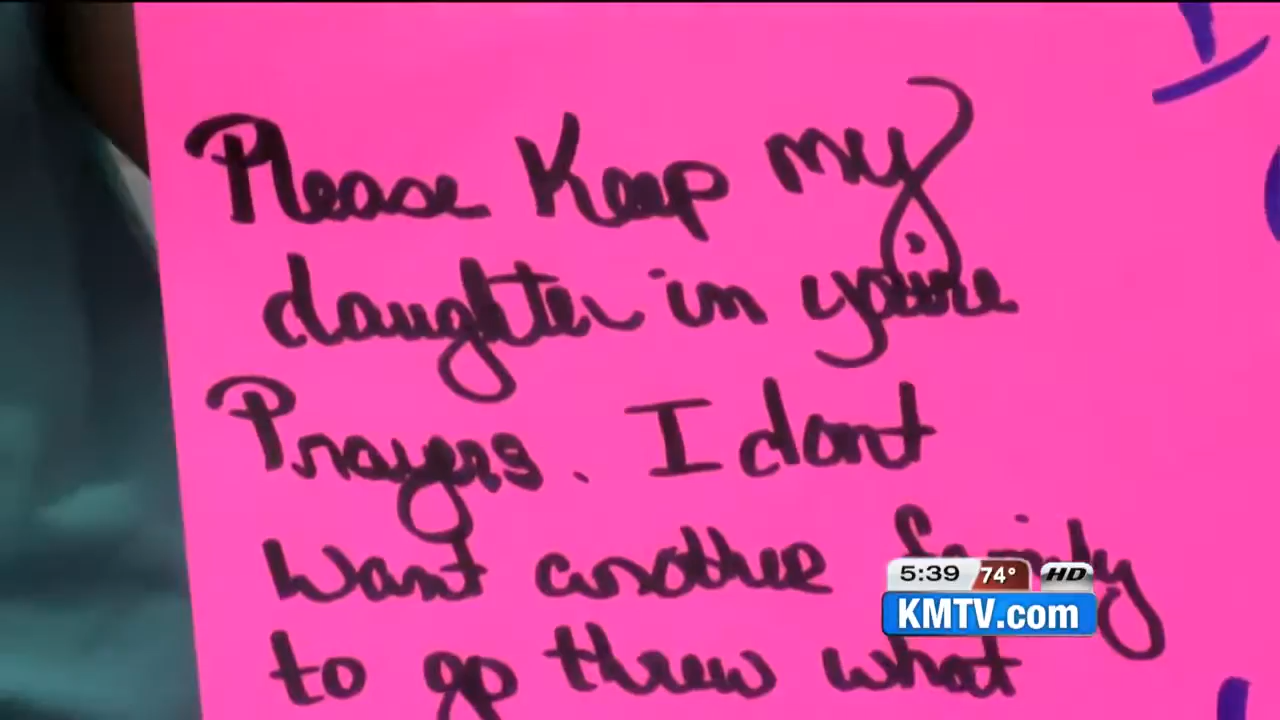 Please Keep my
daughter in youre
Prayers. I dont
Want another family
to go threw what
5:39 74° HD
KMTV.com